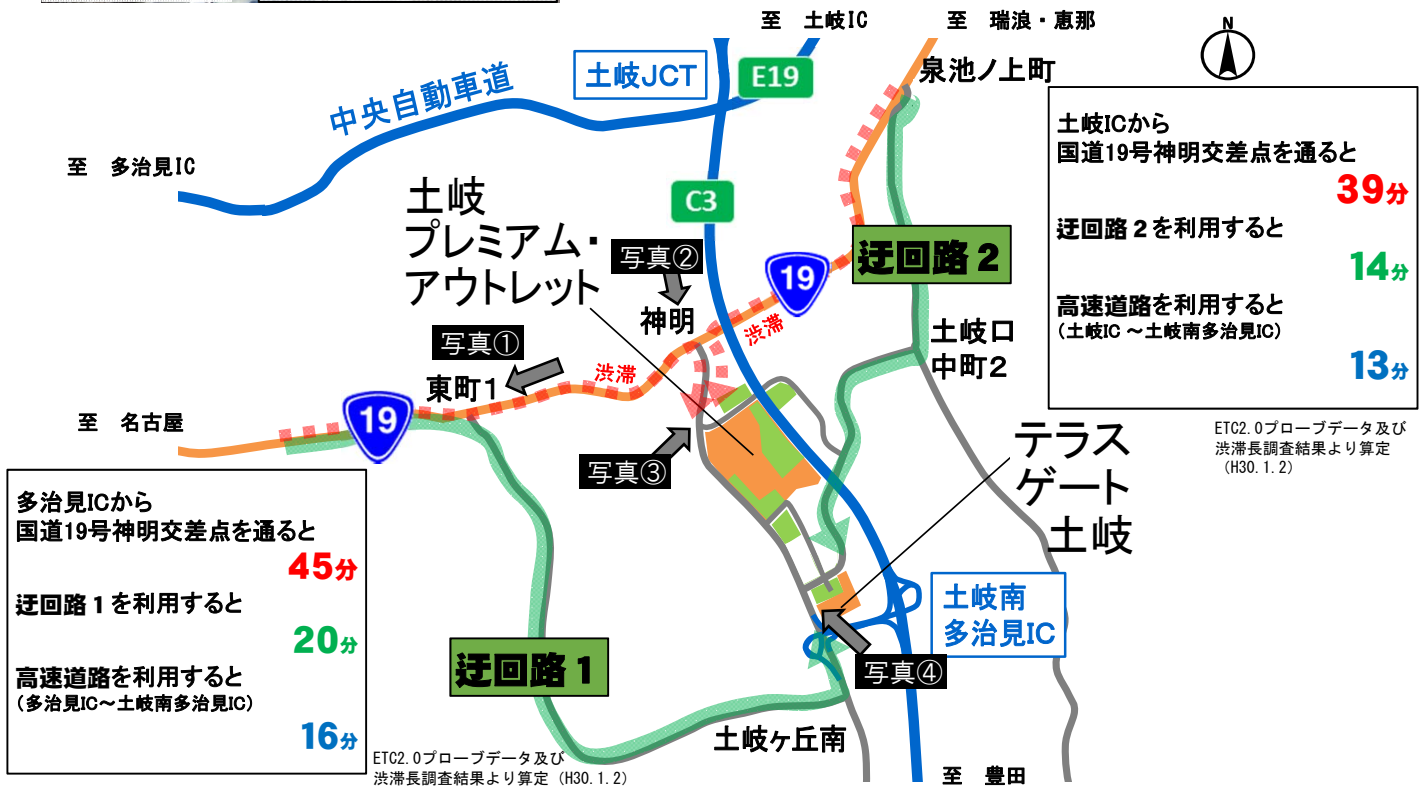 至 土岐IC
至 瑞浪・恵那
N
土岐JCT
E19
泉池ノ上町
中央自動車道
至 多治見IC
C3
土岐
プレミアム・
アウトレット
写真②
神明
19
渋滞
迂回路2
土岐ICから
国道19号神明交差点を通ると
39分
迂回路2を利用すると
14分
高速道路を利用すると
(土岐IC ～土岐南多治見IC)
13分
ETC2.0プローブデータ及び
渋滞長調査結果より算定
(H30.1.2)
写真①
東町1
渋滞
土岐口
中町2
至 名古屋
19
写真③
テラス
ゲート
土岐
多治見ICから
国道19号神明交差点を通ると
45分
迂回路1を利用すると
20分
高速道路を利用すると
(多治見IC～土岐南多治見IC)
16分
ETC2.0プローブデータ及び
渋滞長調査結果より算定 (H30.1.2)
迂回路1
土岐南
多治見IC
写真④
土岐ヶ丘南
至 豊田